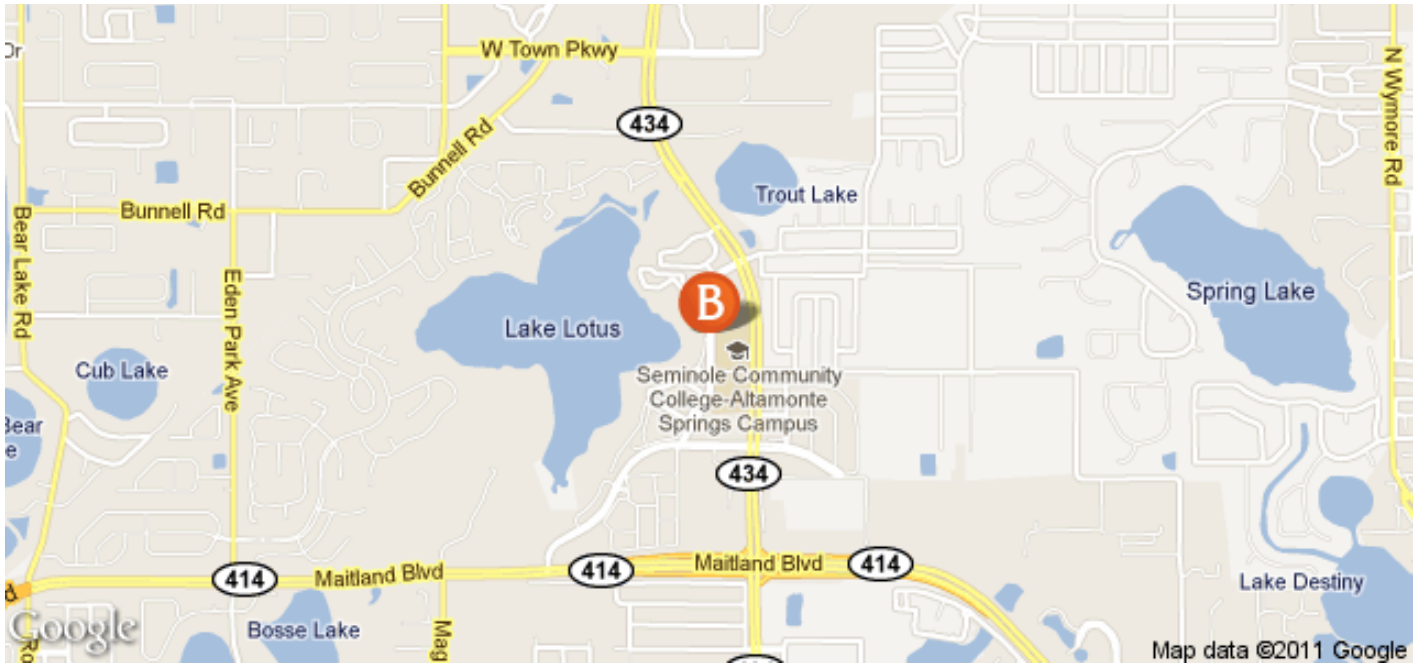 W Town Pkwy
Dr
434
Bunnell Rd
N Wymore Rd
Trout Lake
Bunnell Rd
Bear Lake Rd
Eden Park Ave
B
Spring Lake
Lake Lotus
Cub Lake
Seminole Community
College-Altamonte
Springs Campus
Bear
434
414
Maitland Blvd
414
Maitland Blvd
414
Lake Destiny
Bosse Lake
Mag
Ro
Google
Map data ©2011 Google